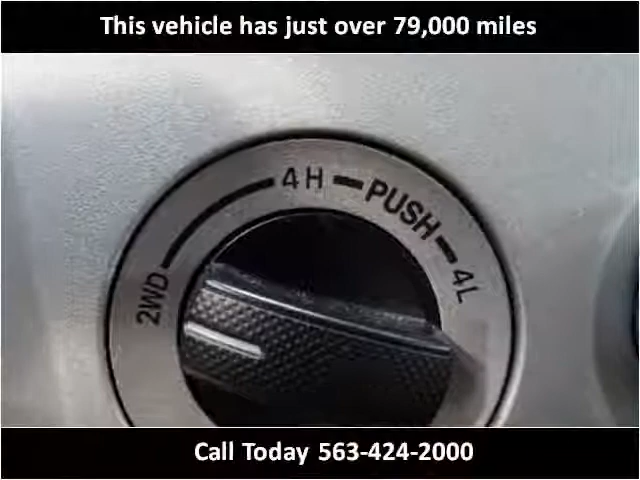 This vehicle has just over 79,000 miles
4H PUSH
4L
2WD
Call Today 563-424-2000